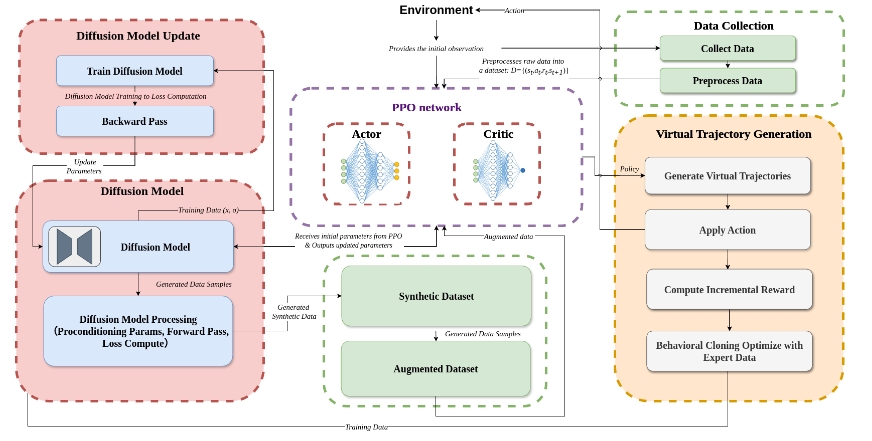 Environment
Action
Provides the initial observation
Preprocesses raw data into
a dataset: D={(sₜ,aₜ,rₜ,sₜ₊₁)}
Diffusion Model Update
Train Diffusion Model
Diffusion Model Training to Loss Computation
Backward Pass
Update
Parameters
Diffusion Model
Training Data (x, σ)
Diffusion Model
Generated Data Samples
Diffusion Model Processing
(Proconditioning Params, Forward Pass,
Loss Compute)
PPO network
Actor
Critic
Receives initial parameters from PPO
& Outputs updated parameters
Augmented data
Generated
Synthetic Data
Synthetic Dataset
Generated Data Samples
Augmented Dataset
Data Collection
Collect Data
Preprocess Data
Virtual Trajectory Generation
Policy
Generate Virtual Trajectories
Apply Action
Compute Incremental Reward
Behavioral Cloning Optimize with
Expert Data
Training Data